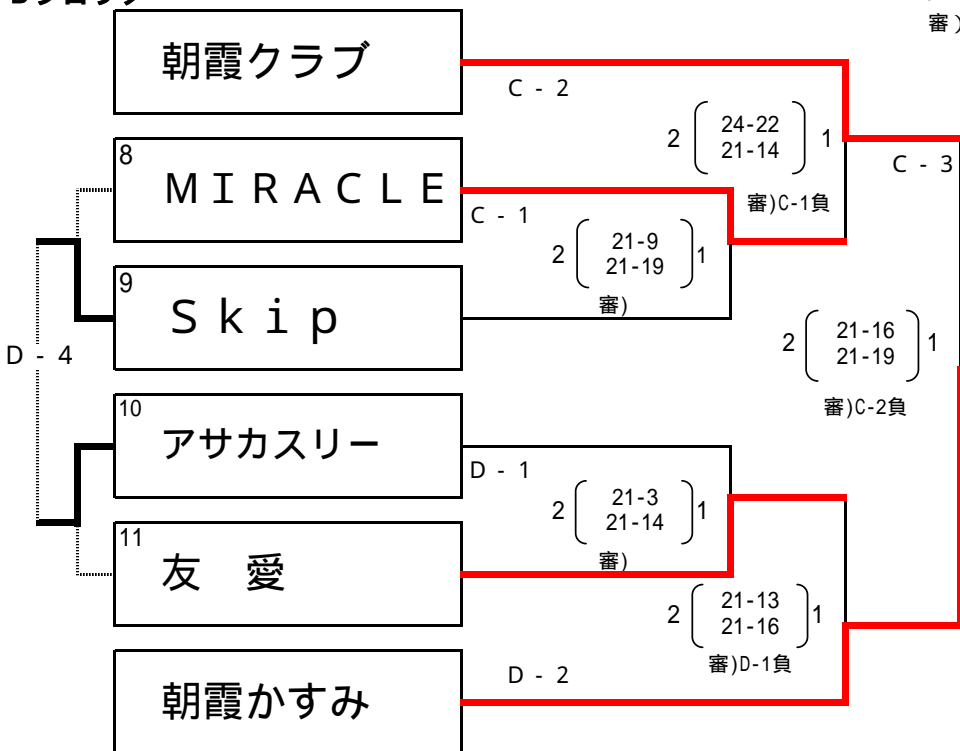 審)
朝霞クラブ
C - 2
2 24-22 1
21-14
C - 3
審)C-1負
8
MIRACLE
C - 1
2 21-9 1
21-19
審)
9
Skip
D - 4
2 21-16 1
21-19
審)C-2負
10
アサカスリー
D - 1
2 21-3 1
21-14
審)
11
友 愛
2 21-13 1
21-16
審)D-1負
D - 2
朝霞かすみ